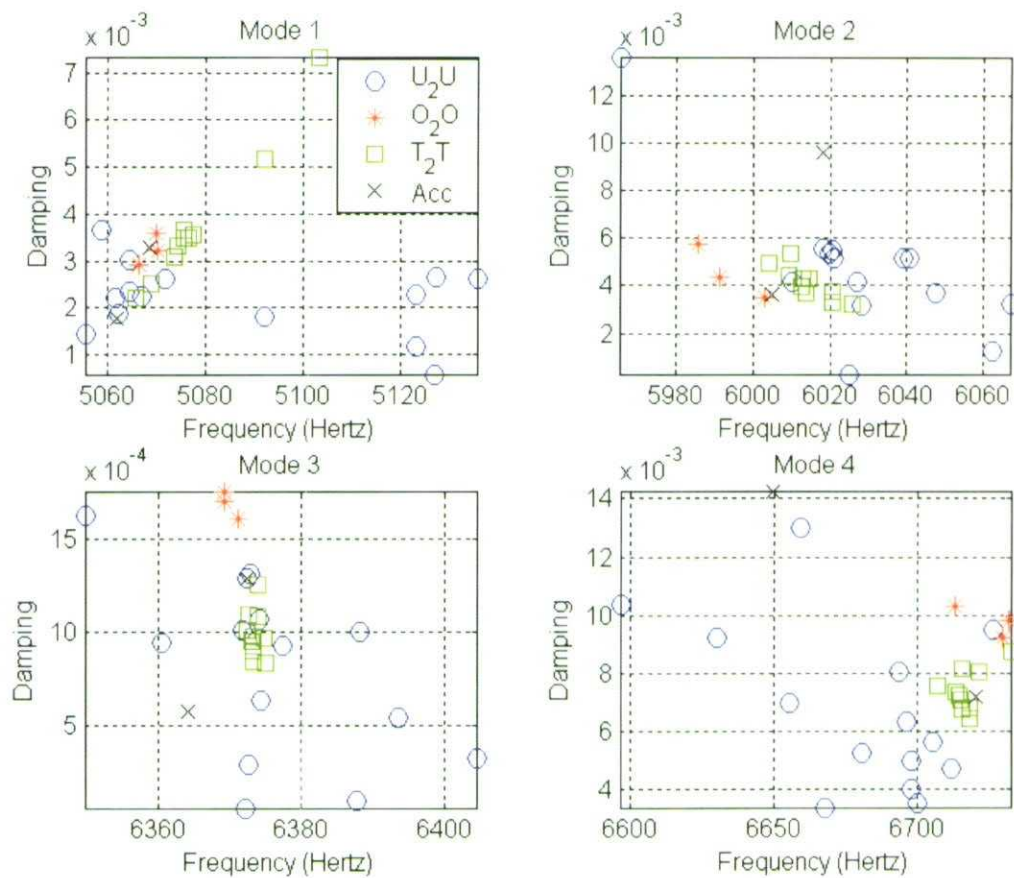 x 10^-3
Mode 1
7
6
5
4
3
2
1
Damping
U_2U
O_2O
T_2T
Acc
5060 5080 5100 5120
Frequency (Hertz)
x 10^-3
Mode 2
12
10
8
6
4
2
Damping
5980 6000 6020 6040 6060
Frequency (Hertz)
x 10^-4
Mode 3
15
10
5
Damping
6360 6380 6400
Frequency (Hertz)
x 10^-3
Mode 4
14
12
10
8
6
4
Damping
6600 6650 6700
Frequency (Hertz)